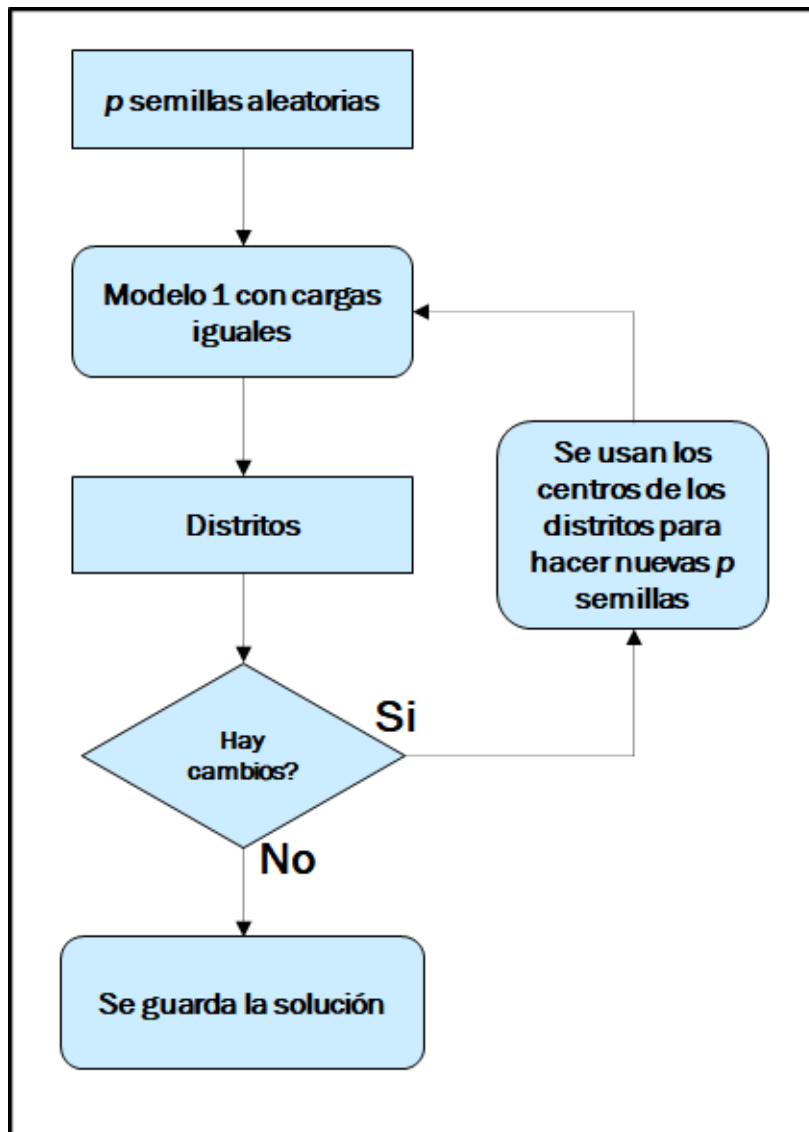 p semillas aleatorias
Modelo 1 con cargas
iguales
Se usan los
centros de los
distritos para
hacer nuevas p
semillas
Distritos
Hay
cambios?
Si
No
Se guarda la solución